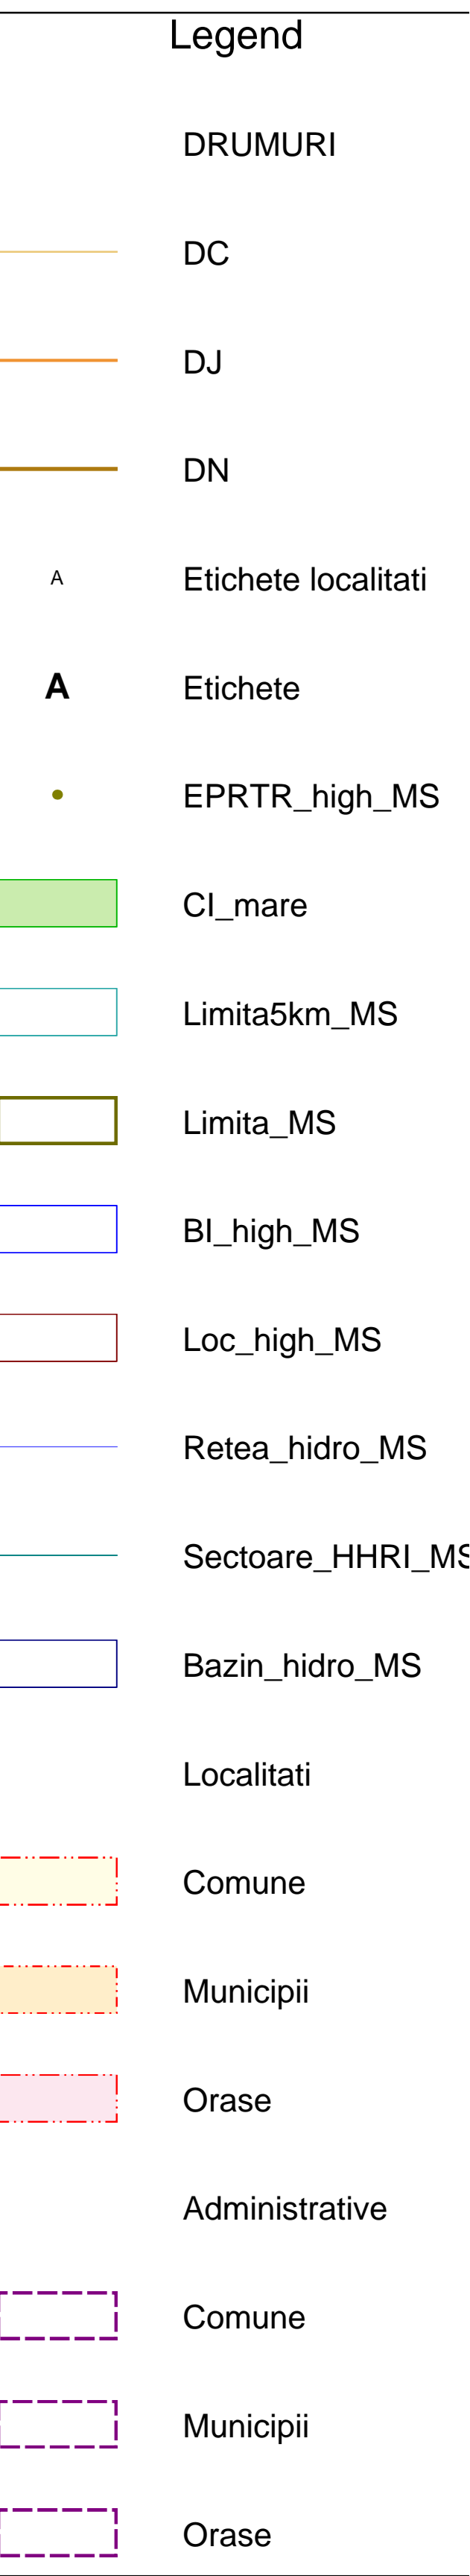 Legend
DRUMURI
DC
DJ
DN
A Etichete localitati
A Etichete
EPRTR_high_MS
CI_mare
Limita5km_MS
Limita_MS
BI_high_MS
Loc_high_MS
Retea_hidro_MS
Sectoare_HHRI_MS
Bazin_hidro_MS
Localitati
Comune
Municipii
Orase
Administrative
Comune
Municipii
Orase